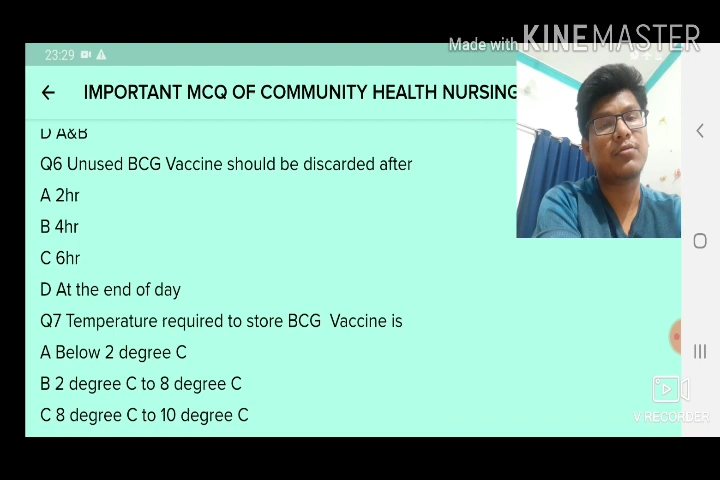 Made with KINEMASTER
23:29
IMPORTANT MCQ OF COMMUNITY HEALTH NURSING
D A&B
Q6 Unused BCG Vaccine should be discarded after
A 2hr
B 4hr
C 6hr
D At the end of day
Q7 Temperature required to store BCG Vaccine is
A Below 2 degree C
B 2 degree C to 8 degree C
C 8 degree C to 10 degree C
V RECORDER